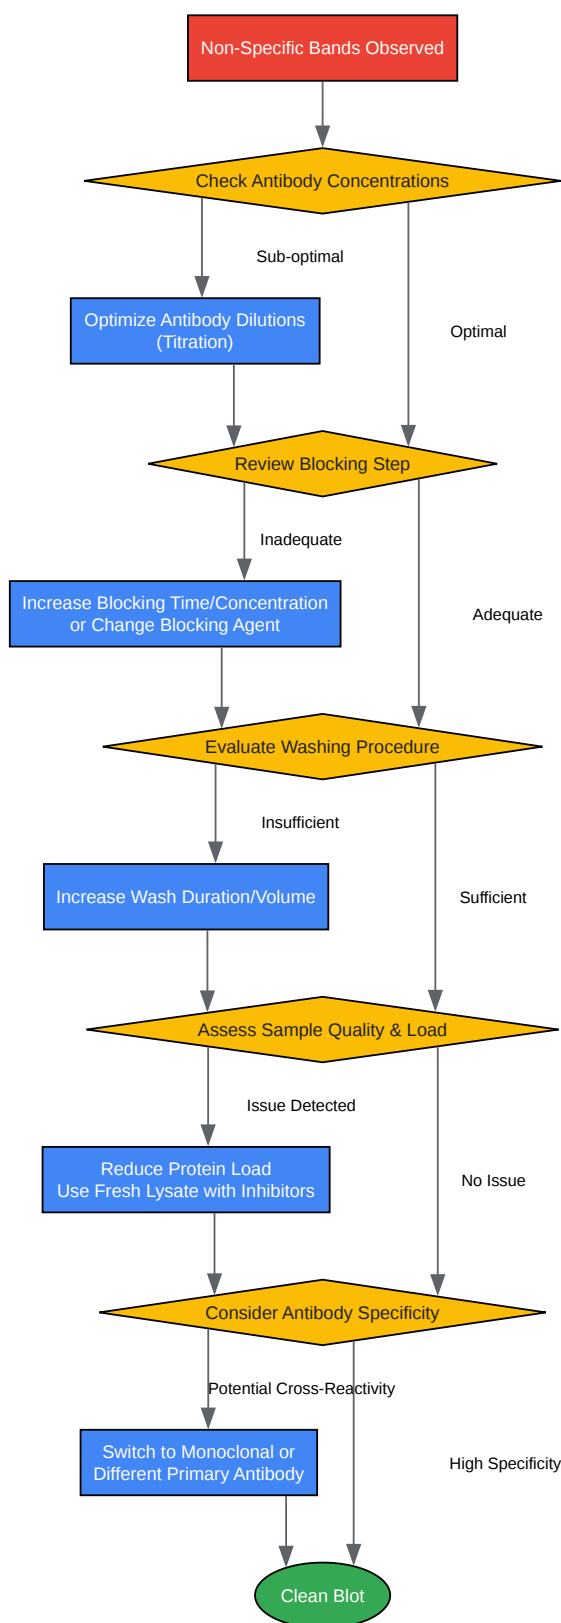 Non-Specific Bands Observed
Check Antibody Concentrations
Sub-optimal
Optimize Antibody Dilutions
(Titration)
Optimal
Review Blocking Step
Inadequate
Increase Blocking Time/Concentration
or Change Blocking Agent
Adequate
Evaluate Washing Procedure
Insufficient
Increase Wash Duration/Volume
Sufficient
Assess Sample Quality & Load
Issue Detected
Reduce Protein Load
Use Fresh Lysate with Inhibitors
No Issue
Consider Antibody Specificity
Potential Cross-Reactivity
Switch to Monoclonal or
Different Primary Antibody
High Specificity
Clean Blot